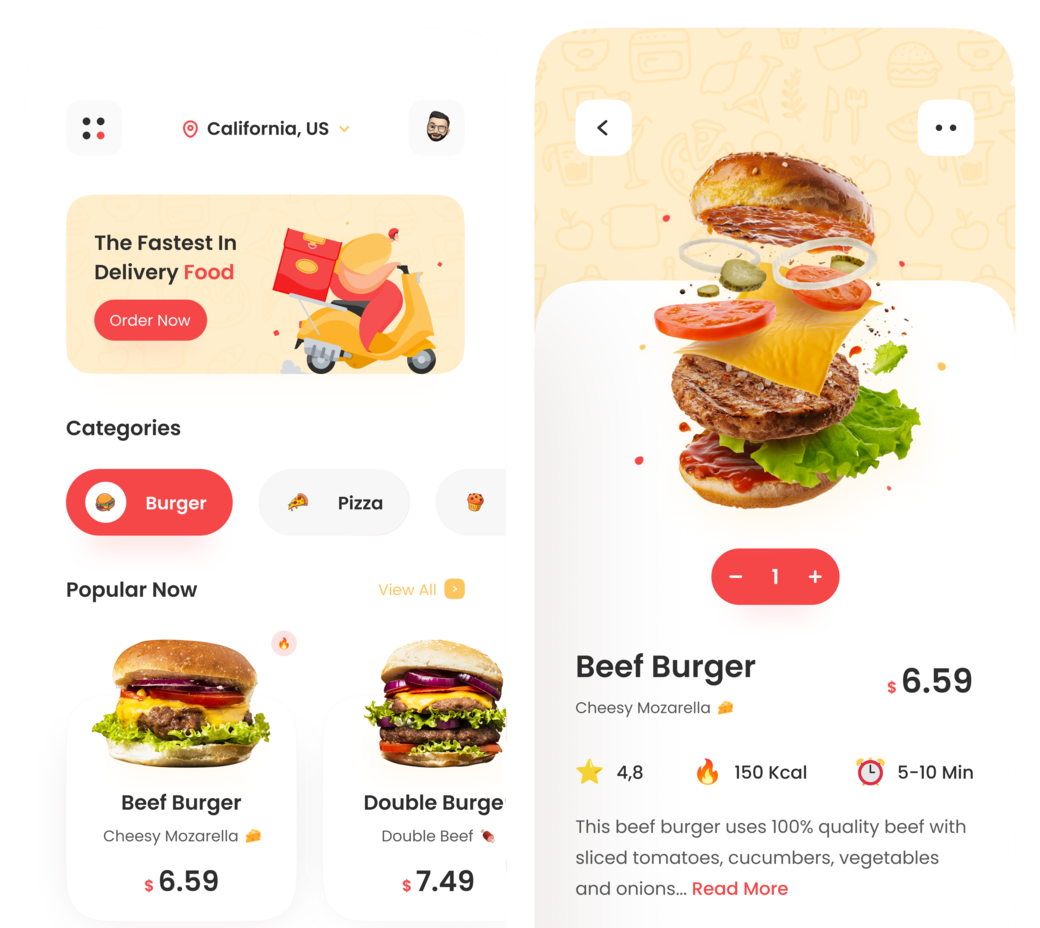 California, US
The Fastest In
Delivery Food
Order Now
Categories
Burger
Pizza
Popular Now
View All >
Beef Burger
Cheesy Mozarella
$ 6.59
Double Burge
Double Beef
$ 7.49
− 1 +
Beef Burger
Cheesy Mozarella
$ 6.59
4,8
150 Kcal
5-10 Min
This beef burger uses 100% quality beef with
sliced tomatoes, cucumbers, vegetables
and onions... Read More